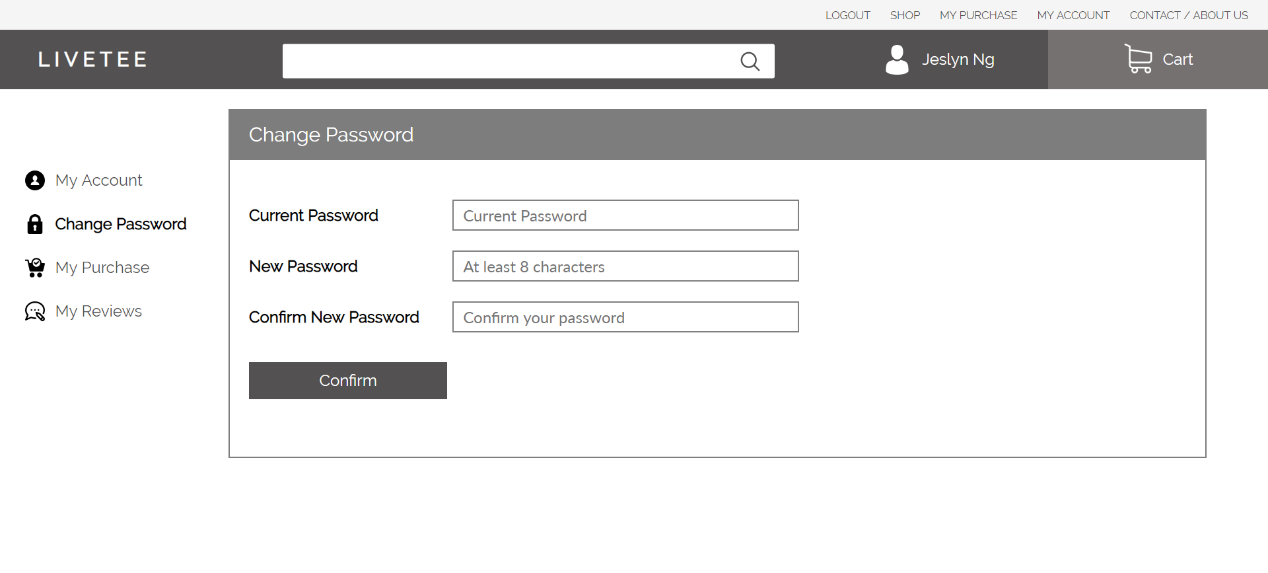 LOGOUT SHOP MY PURCHASE MY ACCOUNT CONTACT / ABOUT US
LIVETEE Jeslyn Ng Cart
Change Password
My Account
Change Password
My Purchase
My Reviews
Current Password Current Password
New Password At least 8 characters
Confirm New Password Confirm your password
Confirm